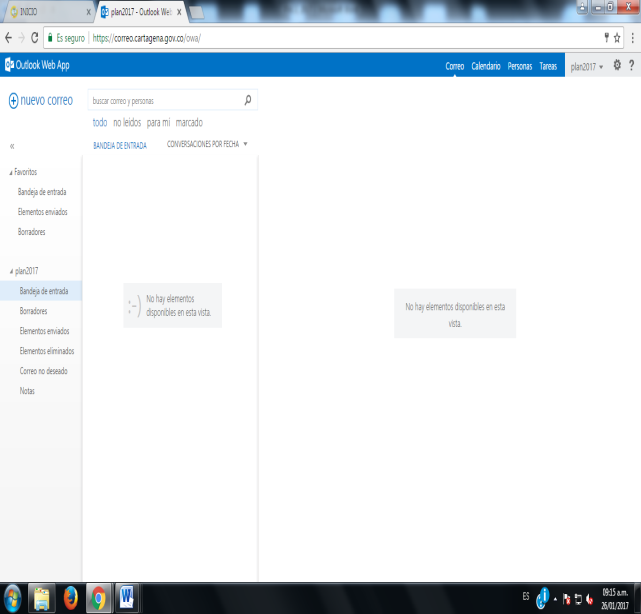 INICIO
plan2017 - Outlook Web
Es seguro | https://correo.cartagena.gov.co/owa/
Outlook Web App
Correo Calendario Personas Tareas plan2017
nuevo correo
buscar correo y personas
todo no leídos para mí marcado
BANDEJA DE ENTRADA CONVERSACIONES POR FECHA
Favoritos
Bandeja de entrada
Elementos enviados
Borradores
plan2017
Bandeja de entrada
Borradores
Elementos enviados
Elementos eliminados
Correo no deseado
Notas
:-)
No hay elementos
disponibles en esta vista.
No hay elementos disponibles en esta
vista.
ES
09:15 a.m.
26/01/2017